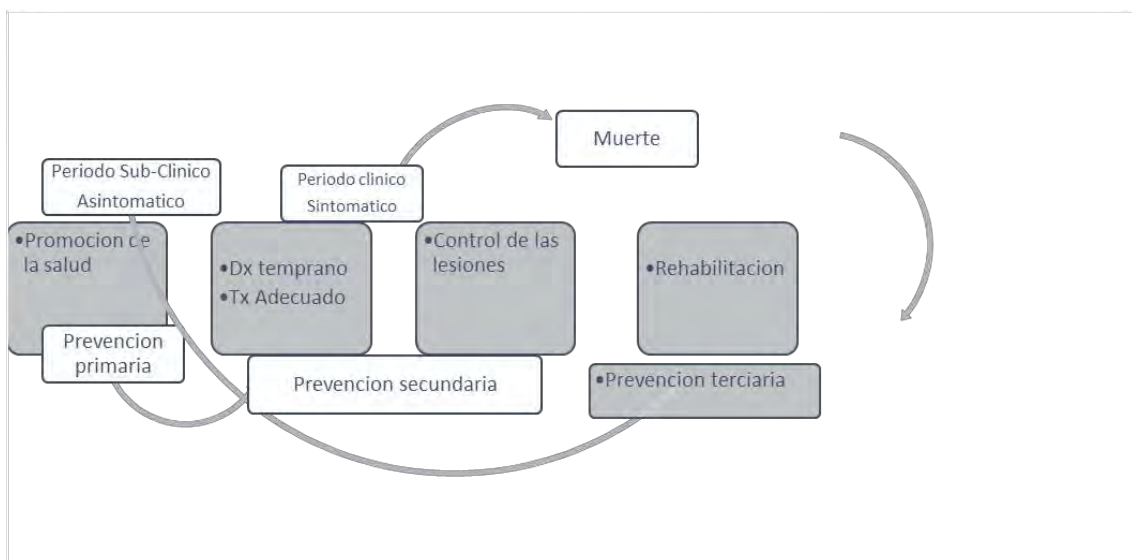 Muerte
Periodo Sub-Clinico
Asintomatico
Periodo clinico
Sintomatico
•Promocion de
la salud
•Dx temprano
•Tx Adecuado
•Control de las
lesiones
•Rehabilitacion
Prevencion
primaria
Prevencion secundaria
•Prevencion terciaria